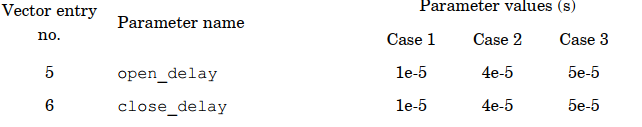 Vector entry no. Parameter name Parameter values (s)
Case 1 Case 2 Case 3
5 open_delay 1e-5 4e-5 5e-5
6 close_delay 1e-5 4e-5 5e-5